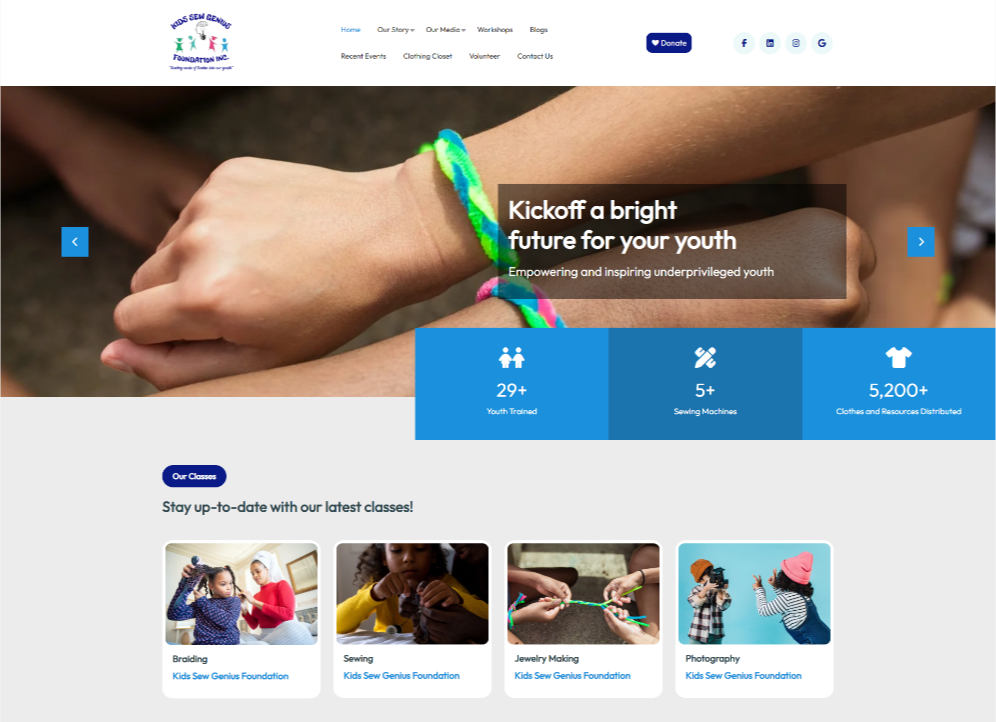 KIDS SEW GENIUS
FOUNDATION INC.
Home Our Story Our Media Workshops Blogs
Recent Events Clothing Closet Volunteer Contact Us
Donate
Kickoff a bright
future for your youth
Empowering and inspiring underprivileged youth
29+
Youth Trained
5+
Sewing Machines
5,200+
Clothes and Resources Distributed
Our Classes
Stay up-to-date with our latest classes!
Braiding
Kids Sew Genius Foundation
Sewing
Kids Sew Genius Foundation
Jewelry Making
Kids Sew Genius Foundation
Photography
Kids Sew Genius Foundation